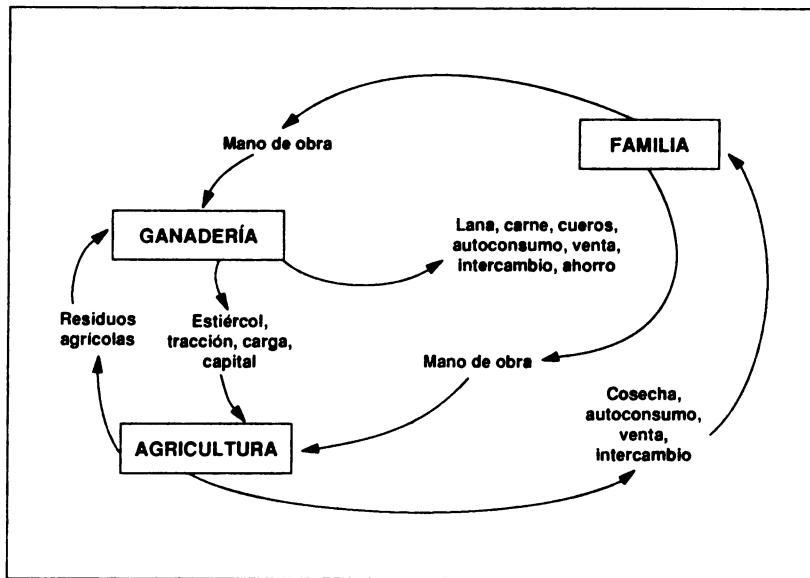 Mano de obra
FAMILIA
GANADERÍA
Lana, carne, cueros,
autoconsumo, venta,
intercambio, ahorro
Residuos
agrícolas
Estiércol,
tracción, carga,
capital
Mano de obra
Cosecha,
autoconsumo,
venta,
intercambio
AGRICULTURA